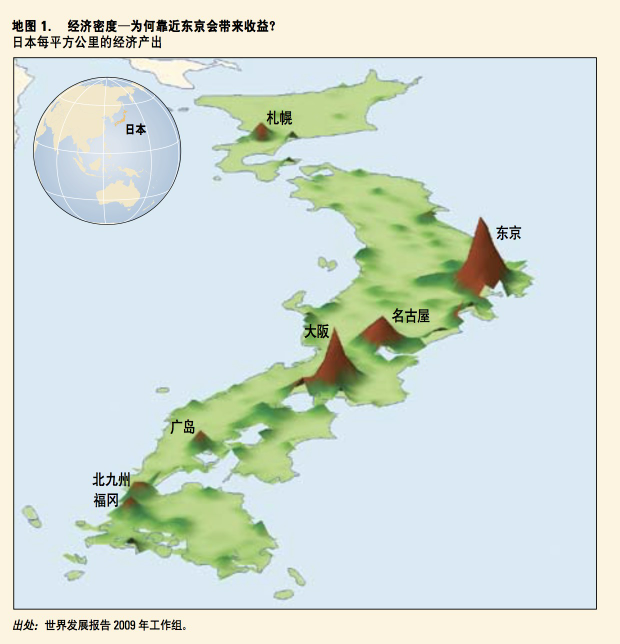 地图 1. 经济密度—为何靠近东京会带来收益?
日本每平方公里的经济产出
日本
札幌
东京
名古屋
大阪
广岛
北九州
福冈
出处: 世界发展报告 2009 年工作组。